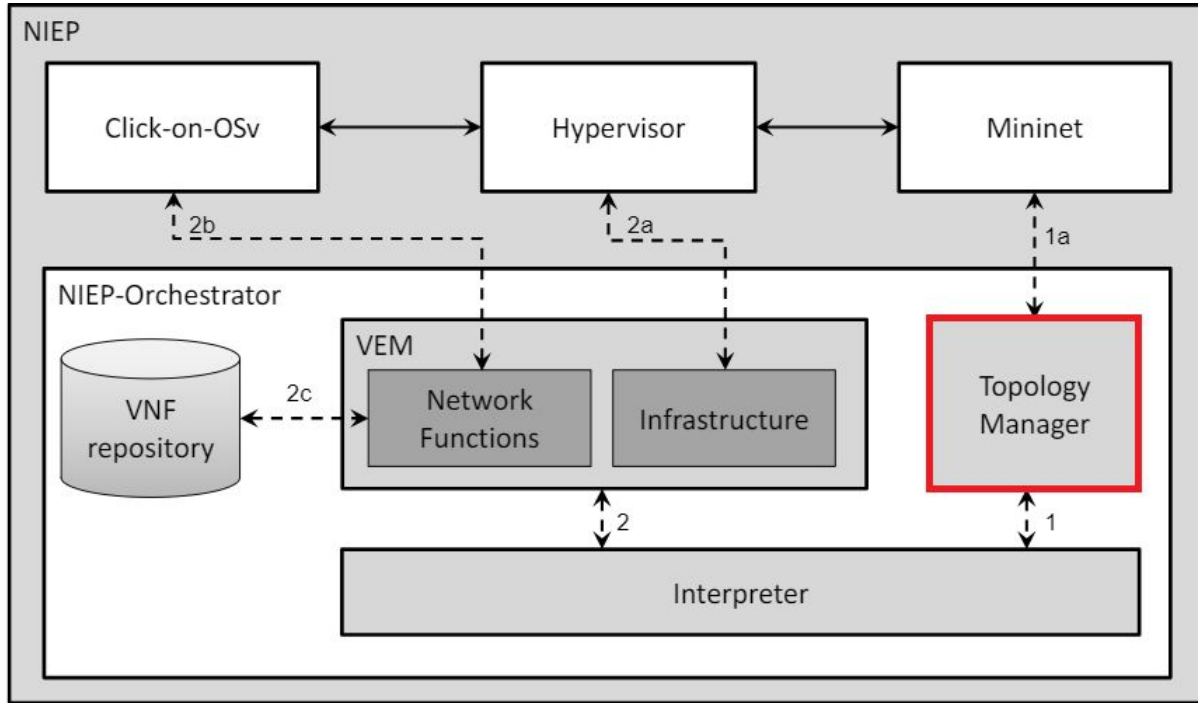 NIEP
Click-on-OSv
Hypervisor
Mininet
2b
2a
1a
NIEP-Orchestrator
VNF
repository
2c
VEM
Network
Functions
Infrastructure
Topology
Manager
2
1
Interpreter